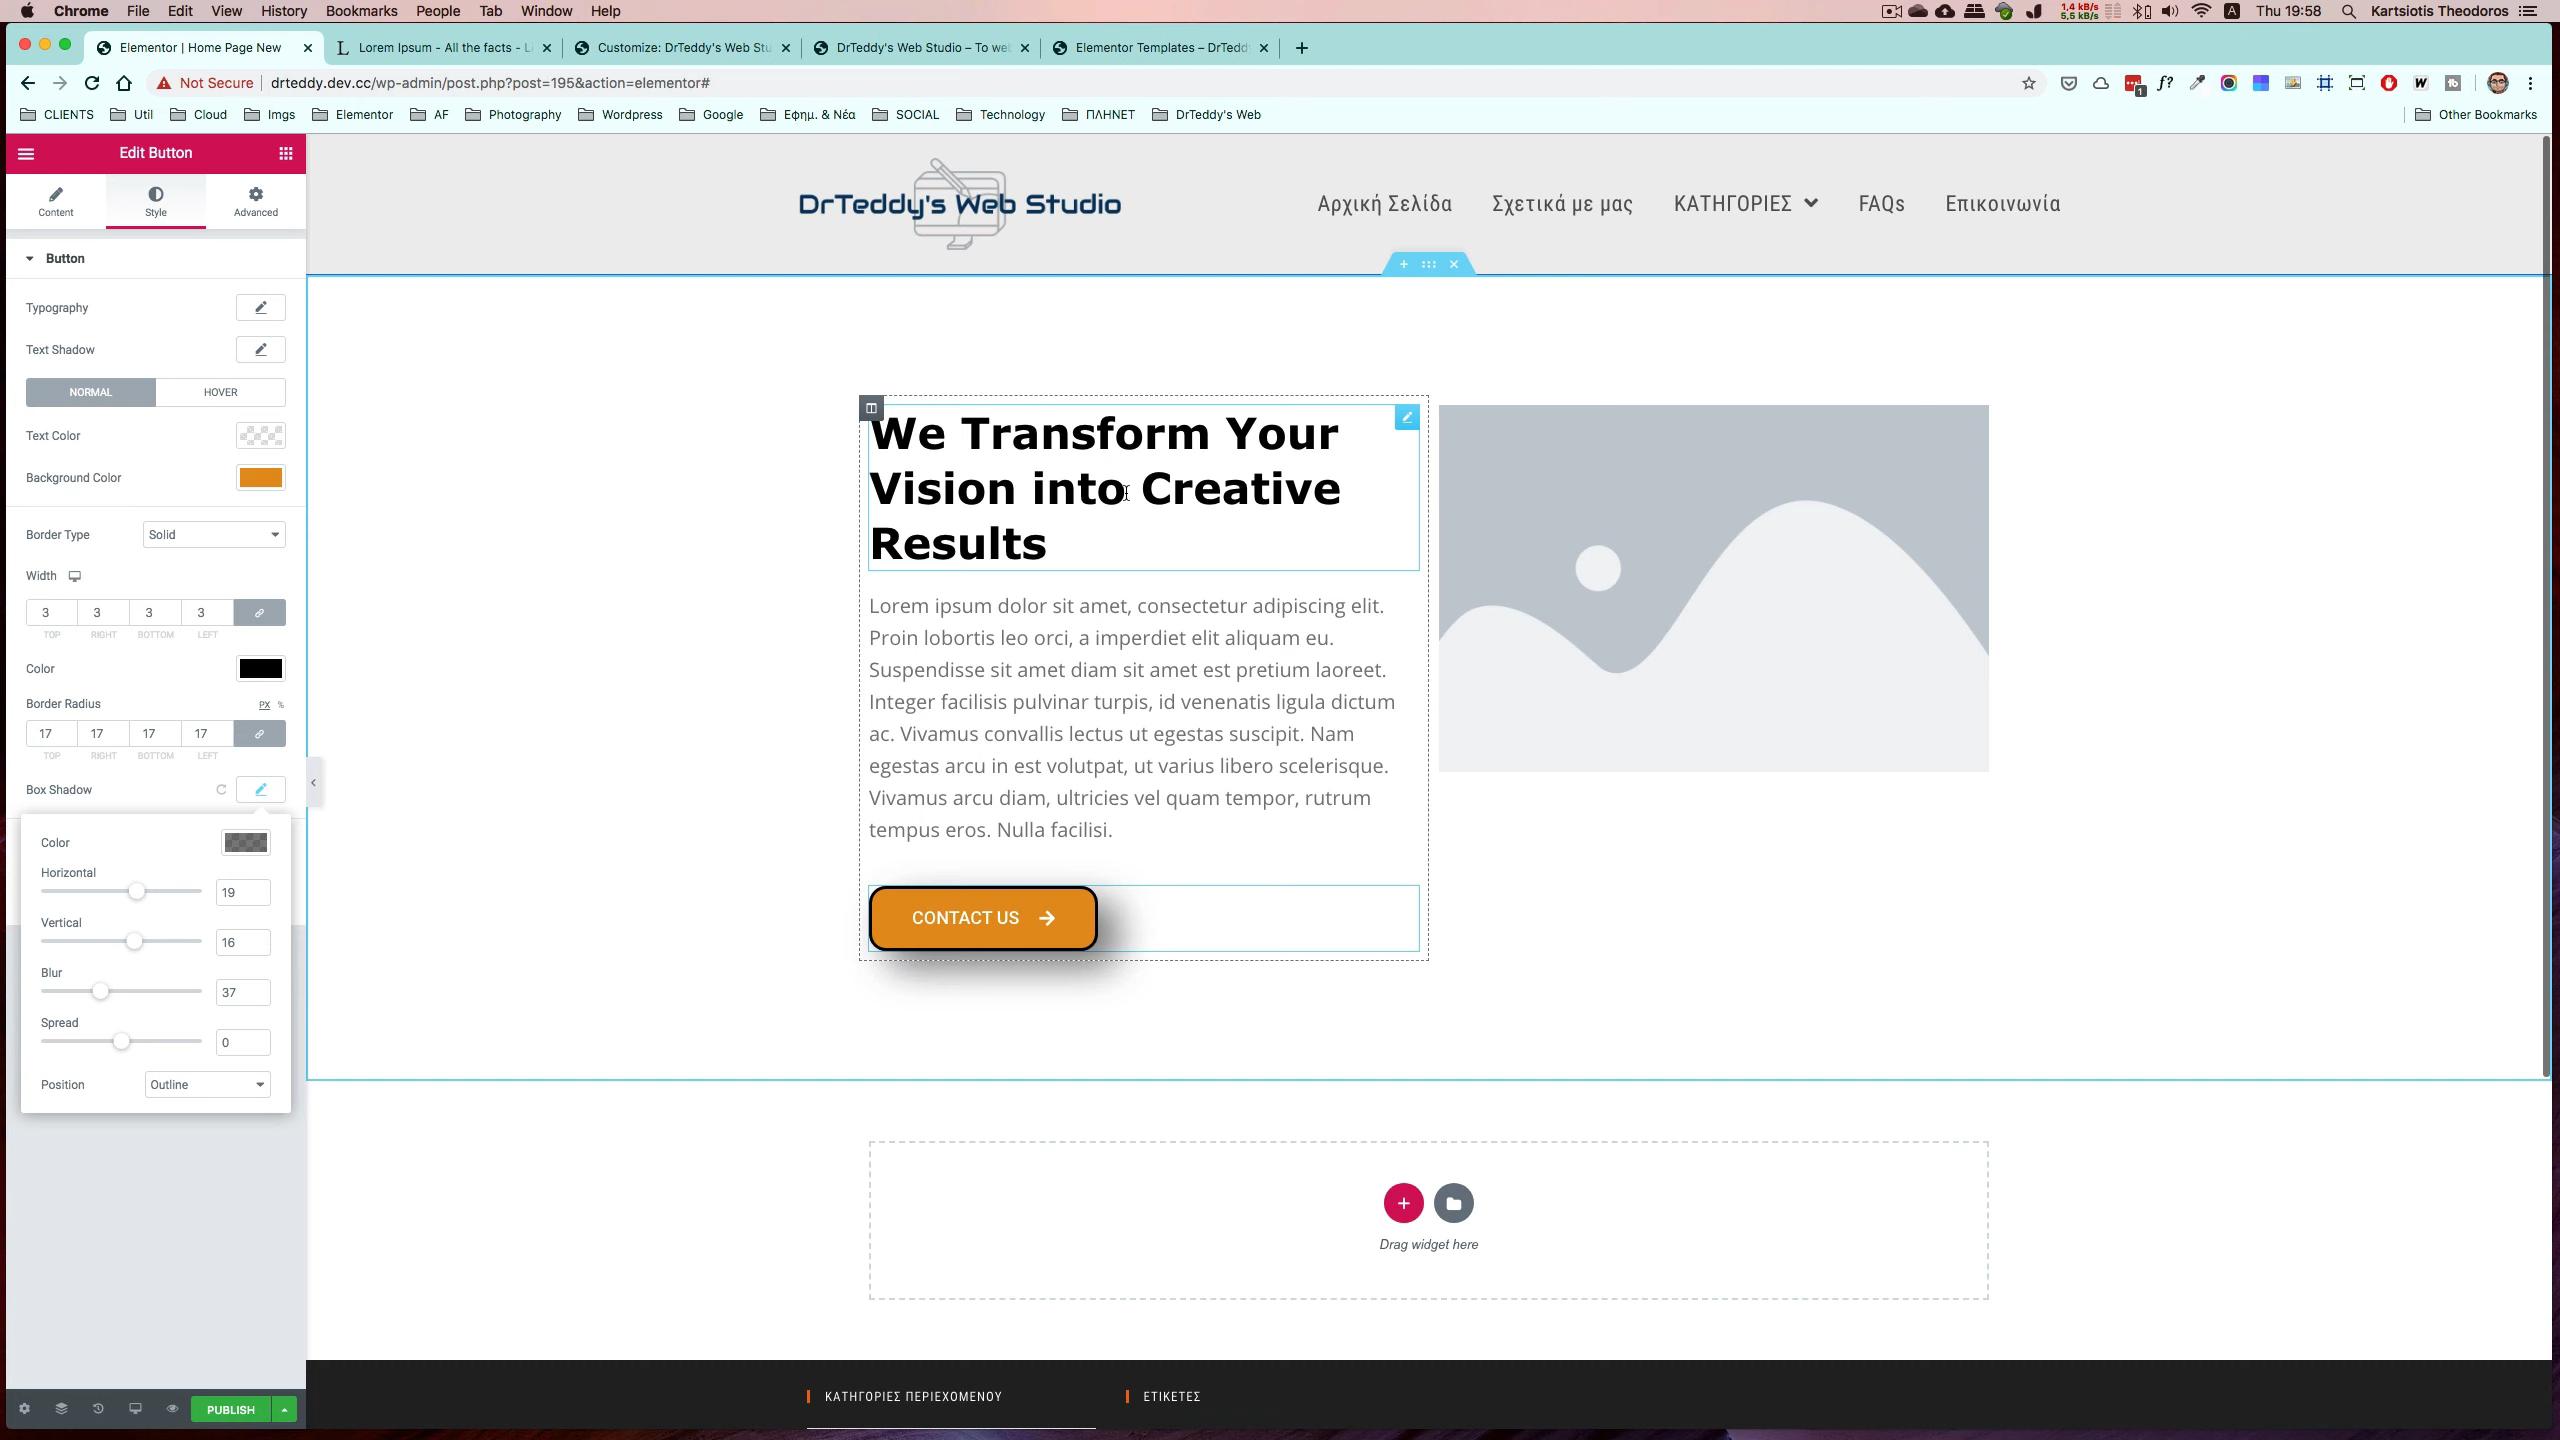 Chrome File Edit View History Bookmarks People Tab Window Help
1,4 kB/s
5,5 kB/s
A Thu 19:58 Kartsiotis Theodoros
Elementor | Home Page New
Lorem Ipsum - All the facts - L
Customize: DrTeddy's Web Stu
DrTeddy's Web Studio – To we
Elementor Templates – DrTedd
Not Secure drteddy.dev.cc/wp-admin/post.php?post=195&action=elementor#
CLIENTS Util Cloud Imgs Elementor AF Photography Wordpress Google Εφημ. & Νέα SOCIAL Technology ΠΛΗΝΕΤ DrTeddy's Web Other Bookmarks
Edit Button
Content Style Advanced
Button
Typography
Text Shadow
NORMAL HOVER
Text Color
Background Color
Border Type Solid
Width
3 3 3 3
TOP RIGHT BOTTOM LEFT
Color
Border Radius PX %
17 17 17 17
TOP RIGHT BOTTOM LEFT
Box Shadow
Color
Horizontal
19
Vertical
16
Blur
37
Spread
0
Position Outline
PUBLISH
DrTeddy's Web Studio
Αρχική Σελίδα Σχετικά με μας ΚΑΤΗΓΟΡΙΕΣ FAQs Επικοινωνία
We Transform Your
Vision into Creative
Results
Lorem ipsum dolor sit amet, consectetur adipiscing elit.
Proin lobortis leo orci, a imperdiet elit aliquam eu.
Suspendisse sit amet diam sit amet est pretium laoreet.
Integer facilisis pulvinar turpis, id venenatis ligula dictum
ac. Vivamus convallis lectus ut egestas suscipit. Nam
egestas arcu in est volutpat, ut varius libero scelerisque.
Vivamus arcu diam, ultricies vel quam tempor, rutrum
tempus eros. Nulla facilisi.
CONTACT US
Drag widget here
ΚΑΤΗΓΟΡΙΕΣ ΠΕΡΙΕΧΟΜΕΝΟΥ ΕΤΙΚΕΤΕΣ